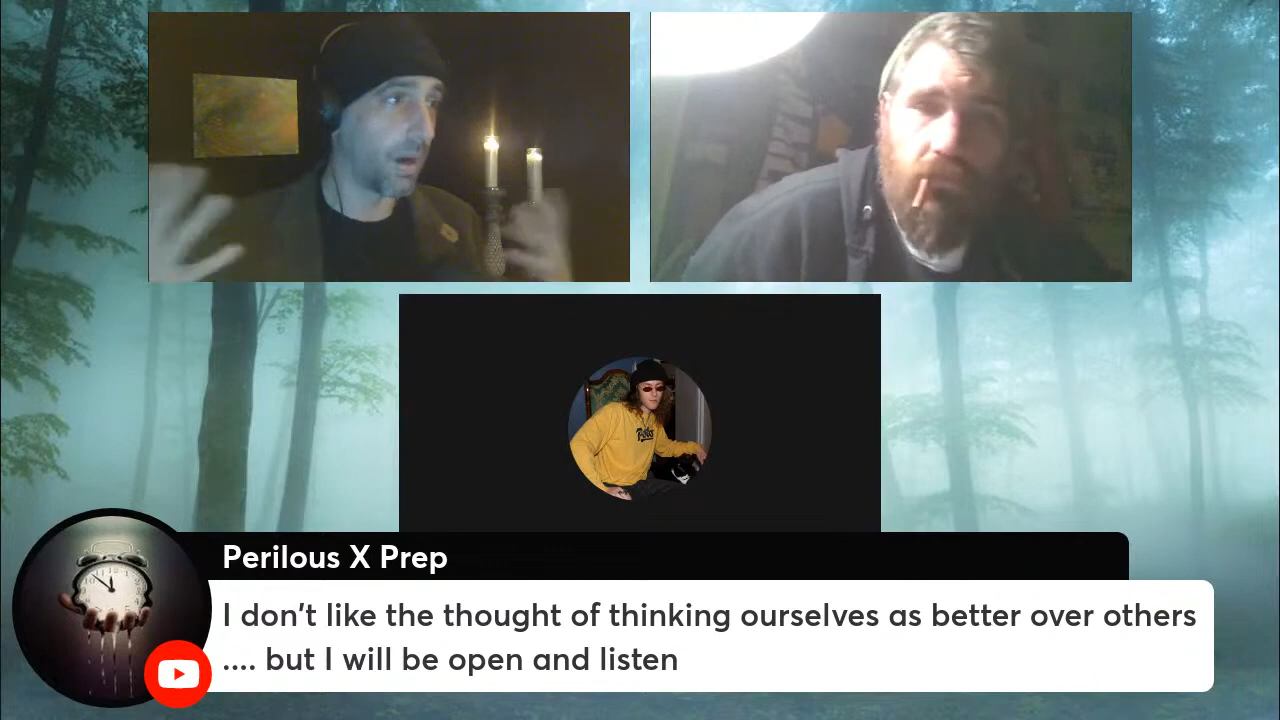 Perilous X Prep
I don't like the thought of thinking ourselves as better over others
.... but I will be open and listen